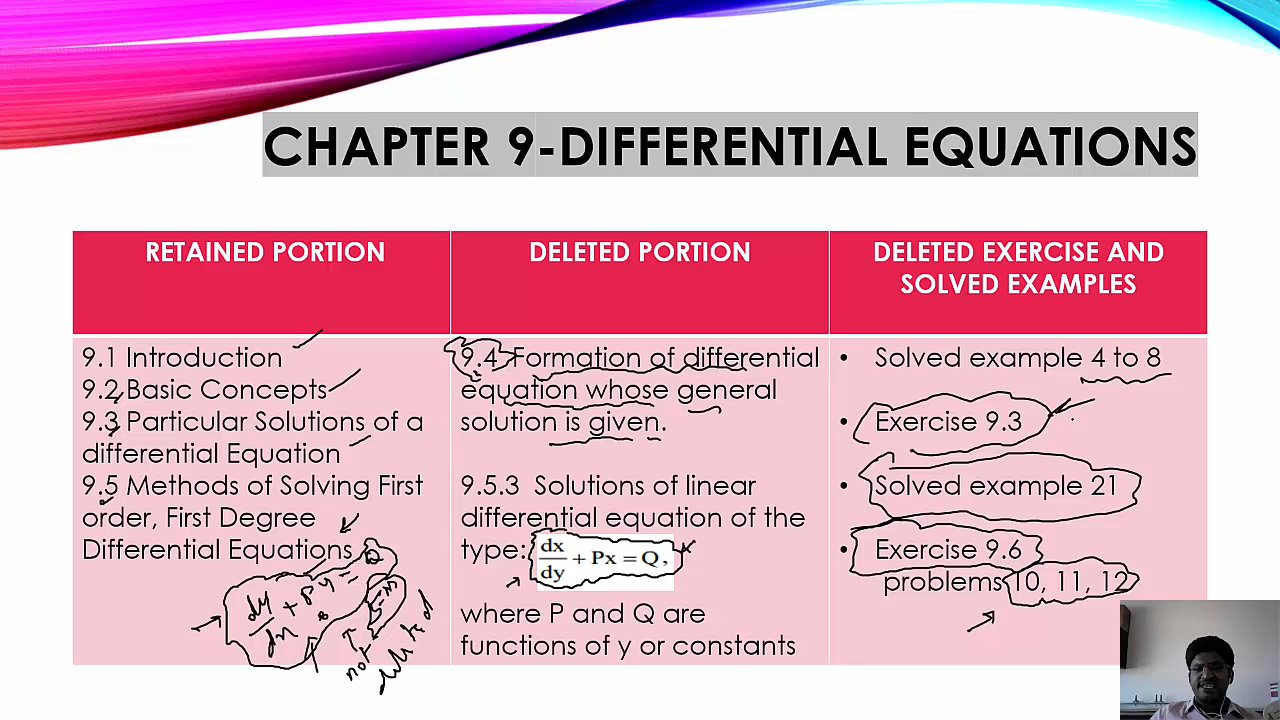 CHAPTER 9-DIFFERENTIAL EQUATIONS
RETAINED PORTION
9.1 Introduction
9.2 Basic Concepts
9.3 Particular Solutions of a
differential Equation
9.5 Methods of Solving First
order, First Degree
Differential Equations
dy/dx + Py = Q
not
DELETED PORTION
9.4 Formation of differential
equation whose general
solution is given.
9.5.3 Solutions of linear
differential equation of the
type: dx/dy + Px = Q,
where P and Q are
functions of y or constants
DELETED EXERCISE AND
SOLVED EXAMPLES
• Solved example 4 to 8
• Exercise 9.3
• Solved example 21
• Exercise 9.6
problems 10, 11, 12